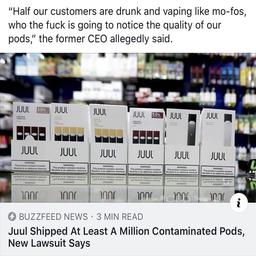 “Half our customers are drunk and vaping like mo-fos,
who the fuck is going to notice the quality of our
pods,” the former CEO allegedly said.
JUUL JUUL JUUL JUUL JUUL JUUL
JUUL JUUL JUUL JUUL JUUL JUUL
i
BUZZFEED NEWS · 3 MIN READ
Juul Shipped At Least A Million Contaminated Pods,
New Lawsuit Says